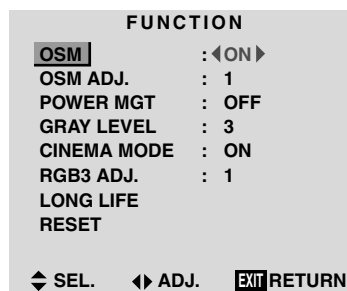 FUNCTION
OSM : ◀ON▶
OSM ADJ. : 1
POWER MGT : OFF
GRAY LEVEL : 3
CINEMA MODE : ON
RGB3 ADJ. : 1
LONG LIFE
RESET
SEL. ADJ. EXIT RETURN